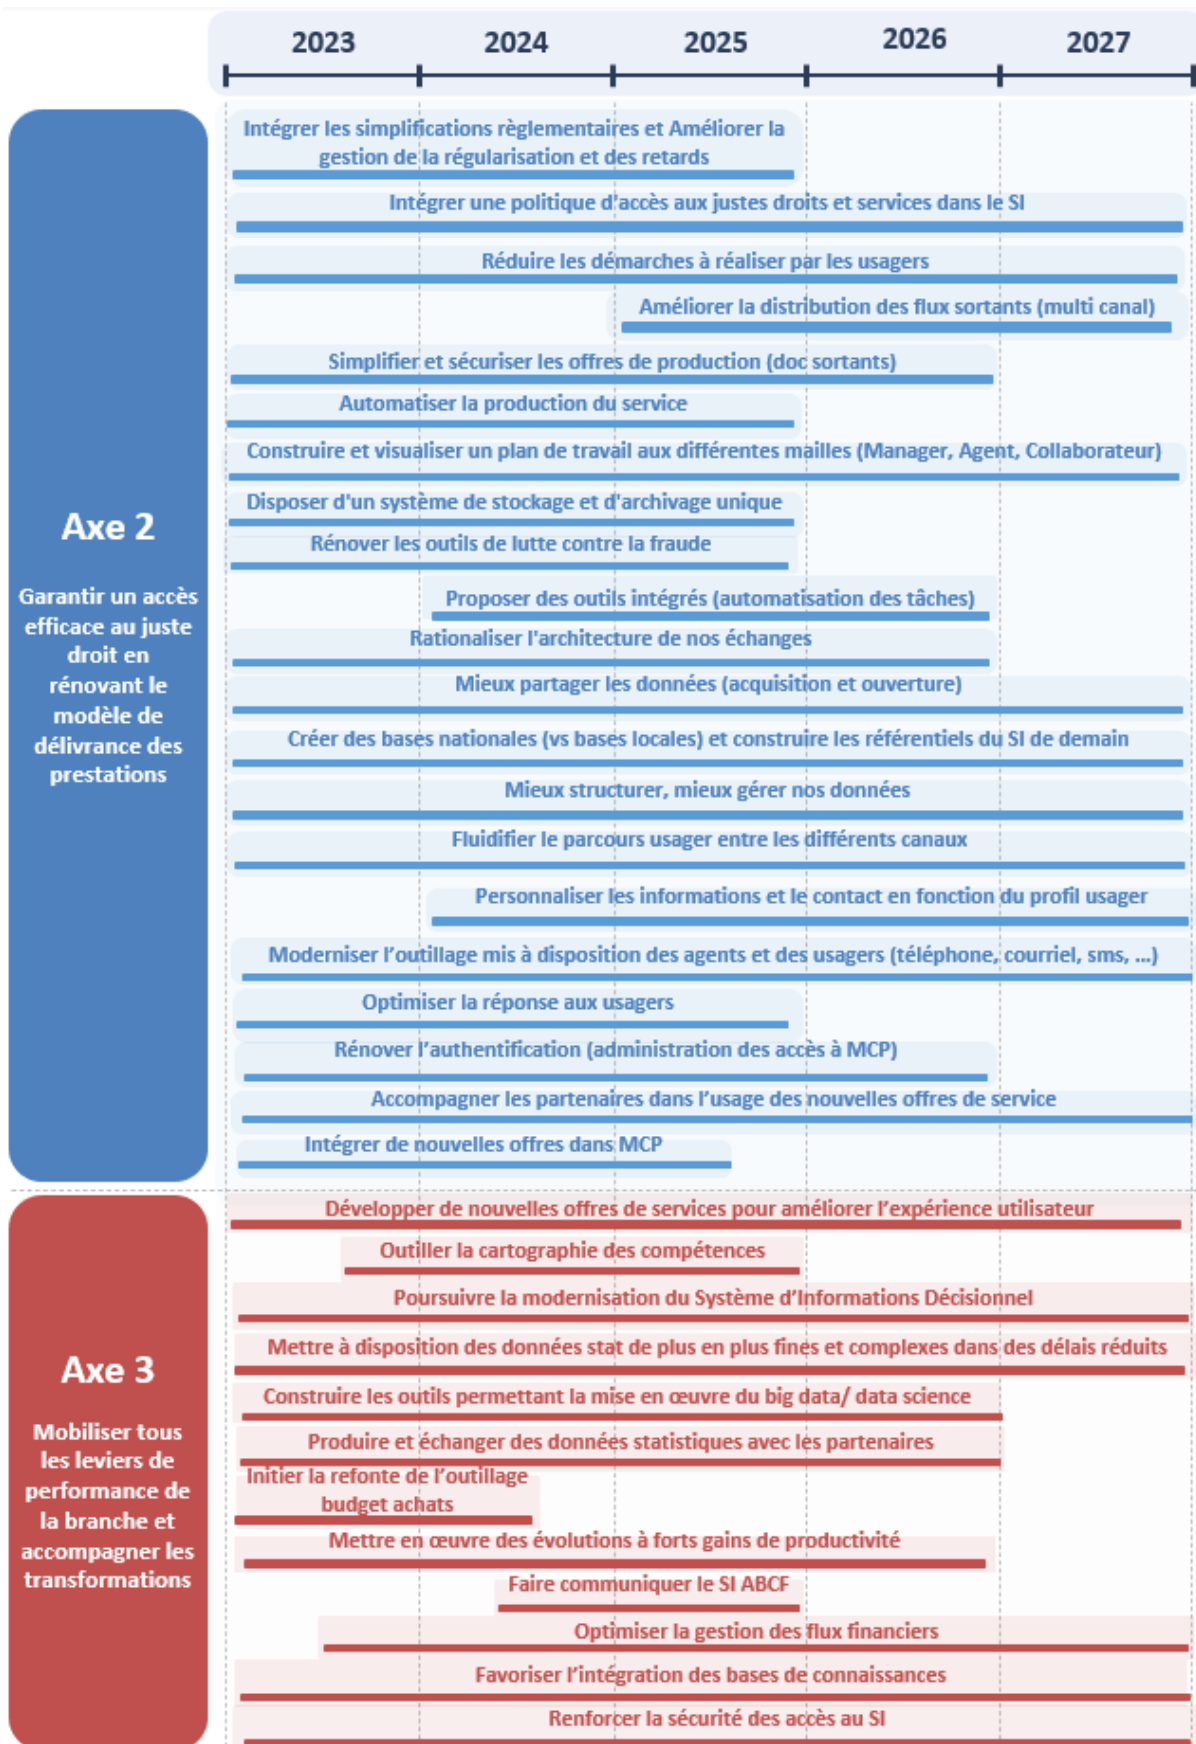 2023 2024 2025 2026 2027
Intégrer les simplifications règlementaires et Améliorer la
gestion de la régularisation et des retards
Intégrer une politique d'accès aux justes droits et services dans le SI
Réduire les démarches à réaliser par les usagers
Améliorer la distribution des flux sortants (multi canal)
Simplifier et sécuriser les offres de production (doc sortants)
Automatiser la production du service
Construire et visualiser un plan de travail aux différentes mailles (Manager, Agent, Collaborateur)
Disposer d'un système de stockage et d'archivage unique
Rénover les outils de lutte contre la fraude
Proposer des outils intégrés (automatisation des tâches)
Rationaliser l'architecture de nos échanges
Mieux partager les données (acquisition et ouverture)
Créer des bases nationales (vs bases locales) et construire les référentiels du SI de demain
Mieux structurer, mieux gérer nos données
Fluidifier le parcours usager entre les différents canaux
Personnaliser les informations et le contact en fonction du profil usager
Moderniser l’outillage mis à disposition des agents et des usagers (téléphone, courriel, sms, …)
Optimiser la réponse aux usagers
Rénover l’authentification (administration des accès à MCP)
Accompagner les partenaires dans l’usage des nouvelles offres de service
Intégrer de nouvelles offres dans MCP
Axe 2
Garantir un accès
efficace au juste
droit en
rénovant le
modèle de
délivrance des
prestations
Développer de nouvelles offres de services pour améliorer l’expérience utilisateur
Outiller la cartographie des compétences
Poursuivre la modernisation du Système d’Informations Décisionnel
Mettre à disposition des données stat de plus en plus fines et complexes dans des délais réduits
Construire les outils permettant la mise en œuvre du big data/ data science
Produire et échanger des données statistiques avec les partenaires
Initier la refonte de l’outillage
budget achats
Mettre en œuvre des évolutions à forts gains de productivité
Faire communiquer le SI ABCF
Optimiser la gestion des flux financiers
Favoriser l’intégration des bases de connaissances
Renforcer la sécurité des accès au SI
Axe 3
Mobiliser tous
les leviers de
performance de
la branche et
accompagner les
transformations